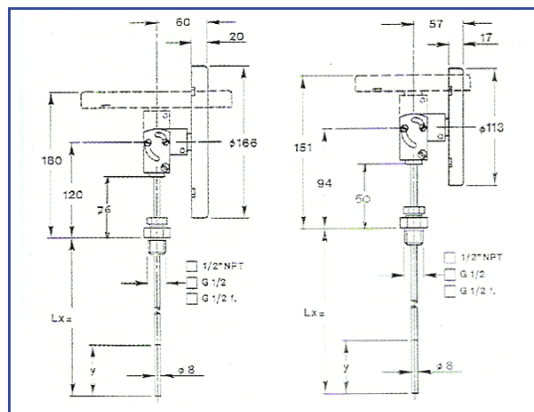 60
20
180
120
76
ø166
1/2" NPT
G 1/2
G 1/2 f.
Lx=
y
ø 8
57
17
151
94
60
ø113
1/2" NPT
G 1/2
G 1/2 f.
Lx=
y
ø 8